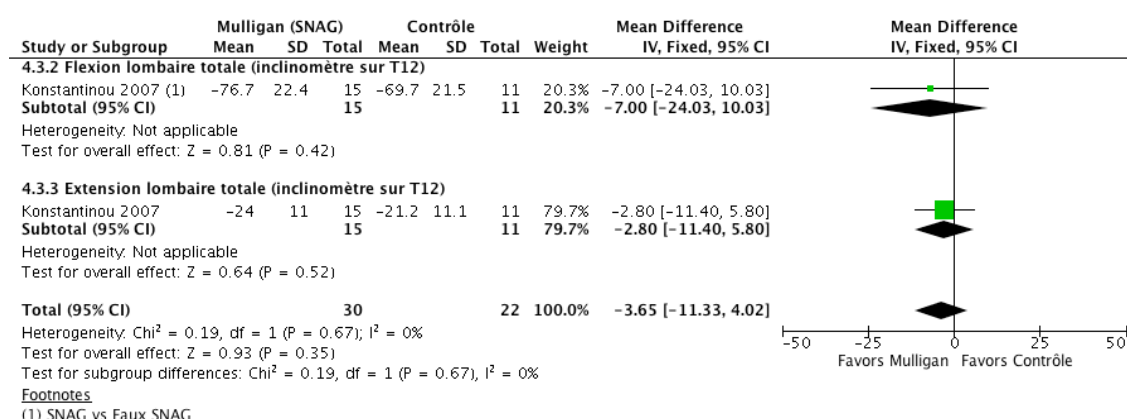 Mulligan (SNAG) Contrôle Mean Difference Mean Difference
Study or Subgroup Mean SD Total Mean SD Total Weight IV, Fixed, 95% CI IV, Fixed, 95% CI
4.3.2 Flexion lombaire totale (inclinomètre sur T12)
Konstantinou 2007 (1) -76.7 22.4 15 -69.7 21.5 11 20.3% -7.00 [-24.03, 10.03]
Subtotal (95% CI) 15 11 20.3% -7.00 [-24.03, 10.03]
Heterogeneity: Not applicable
Test for overall effect: Z = 0.81 (P = 0.42)
4.3.3 Extension lombaire totale (inclinomètre sur T12)
Konstantinou 2007 -24 11 15 -21.2 11.1 11 79.7% -2.80 [-11.40, 5.80]
Subtotal (95% CI) 15 11 79.7% -2.80 [-11.40, 5.80]
Heterogeneity: Not applicable
Test for overall effect: Z = 0.64 (P = 0.52)
Total (95% CI) 30 22 100.0% -3.65 [-11.33, 4.02]
Heterogeneity: Chi² = 0.19, df = 1 (P = 0.67); I² = 0%
Test for overall effect: Z = 0.93 (P = 0.35)
Test for subgroup differences: Chi² = 0.19, df = 1 (P = 0.67), I² = 0%
-50 -25 0 25 50
Favors Mulligan Favors Contrôle
Footnotes
(1) SNAG vs Faux SNAG